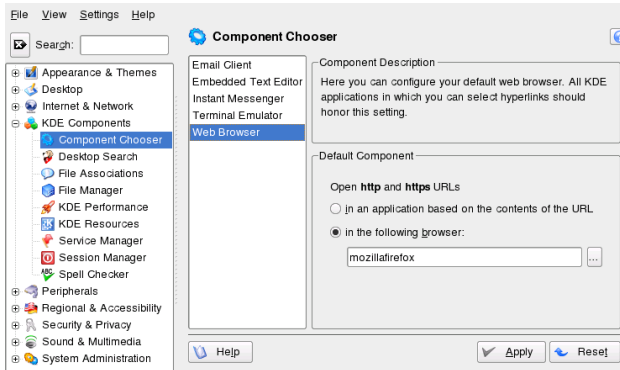 File View Settings Help
Search:
Appearance & Themes
Desktop
Internet & Network
KDE Components
Component Chooser
Desktop Search
File Associations
File Manager
KDE Performance
KDE Resources
Service Manager
Session Manager
Spell Checker
Peripherals
Regional & Accessibility
Security & Privacy
Sound & Multimedia
System Administration
Component Chooser
Email Client
Embedded Text Editor
Instant Messenger
Terminal Emulator
Web Browser
Component Description
Here you can configure your default web browser. All KDE
applications in which you can select hyperlinks should
honor this setting.
Default Component
Open http and https URLs
in an application based on the contents of the URL
in the following browser:
mozillafirefox
...
Help
Apply
Reset